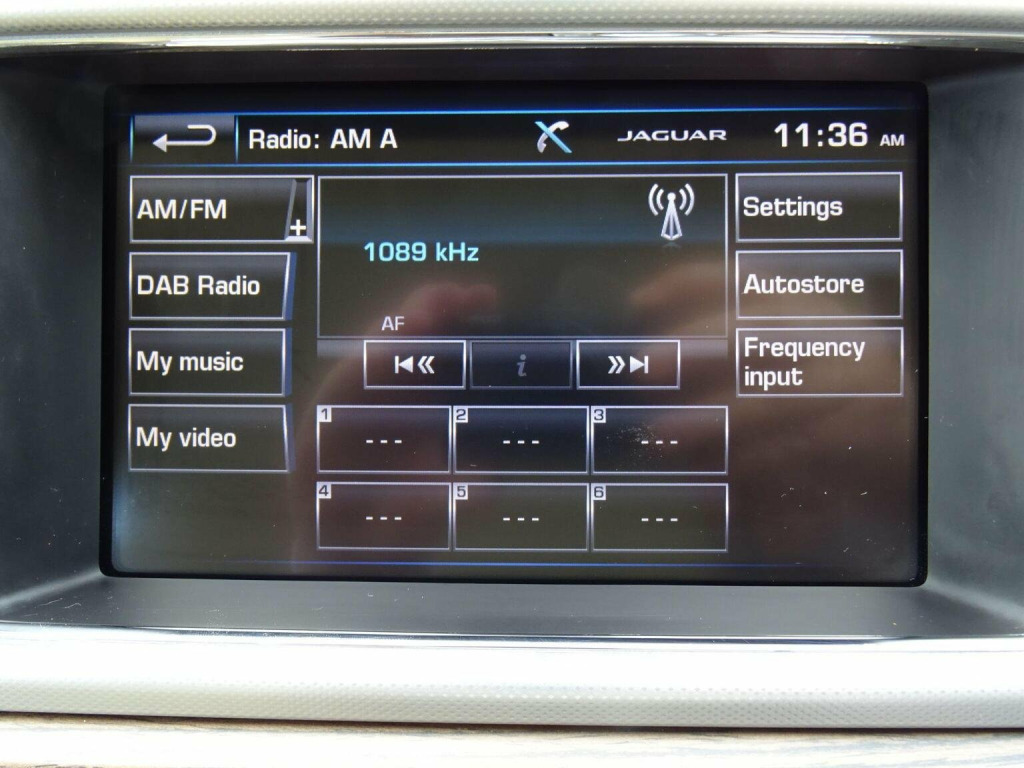 Radio: AM A
JAGUAR
11:36 AM
AM/FM
+
DAB Radio
My music
My video
1089 kHz
AF
i
1
---
2
---
3
---
4
---
5
---
6
---
Settings
Autostore
Frequency
input